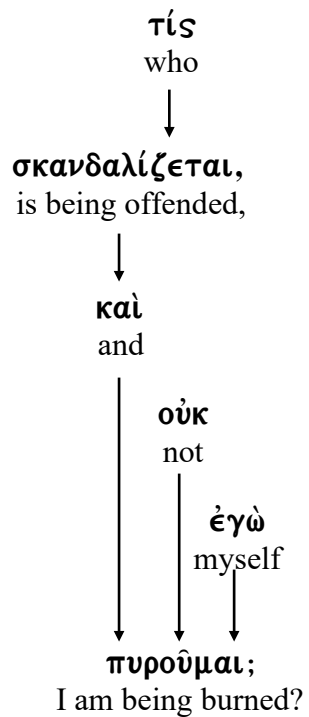 τίς
who
σκανδαλίζεται,
is being offended,
καὶ
and
οὐκ
not
ἐγὼ
myself
πυροῦμαι;
I am being burned?